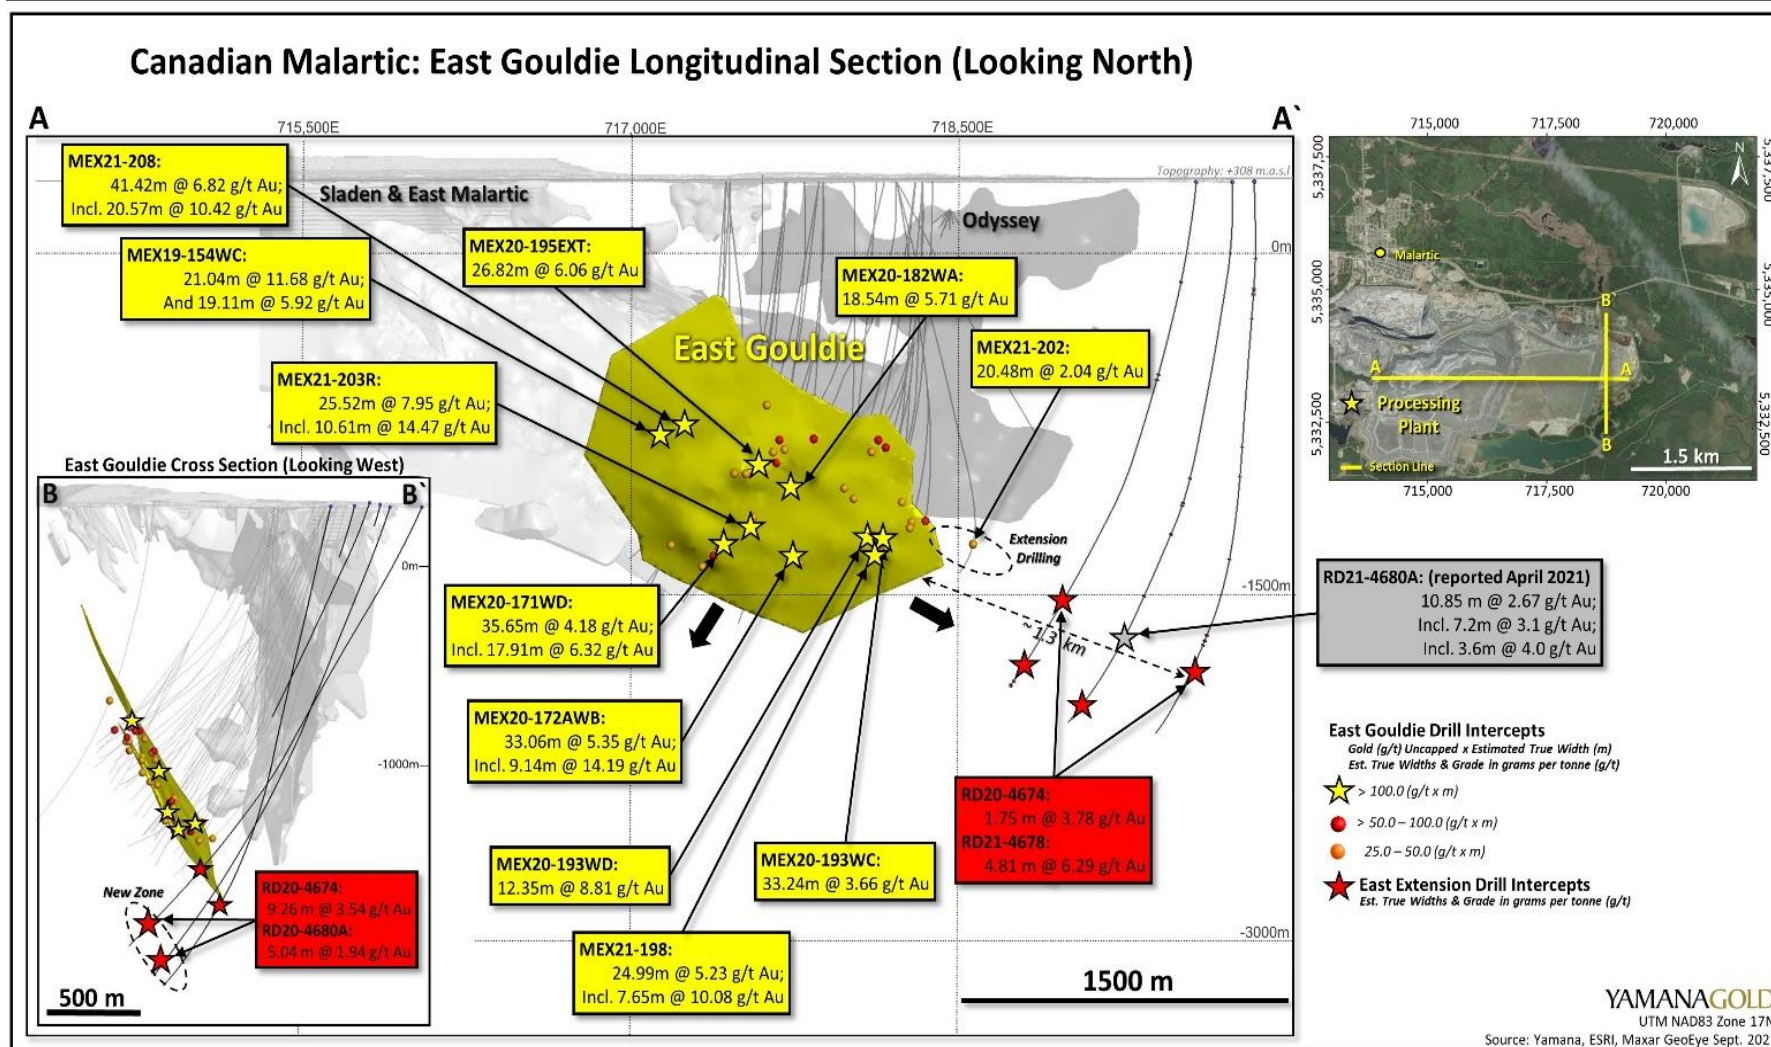 Canadian Malartic: East Gouldie Longitudinal Section (Looking North)
A
715,500E
717,000E
718,500E
A`
Topography: +308 m.a.s.l
MEX21-208:
41.42m @ 6.82 g/t Au;
Incl. 20.57m @ 10.42 g/t Au
Sladen & East Malartic
MEX19-154WC:
21.04m @ 11.68 g/t Au;
And 19.11m @ 5.92 g/t Au
MEX20-195EXT:
26.82m @ 6.06 g/t Au
Odyssey
0m
MEX20-182WA:
18.54m @ 5.71 g/t Au
East Gouldie
MEX21-202:
20.48m @ 2.04 g/t Au
MEX21-203R:
25.52m @ 7.95 g/t Au;
Incl. 10.61m @ 14.47 g/t Au
Extension
Drilling
-1500m
~ 1.3 km
MEX20-171WD:
35.65m @ 4.18 g/t Au;
Incl. 17.91m @ 6.32 g/t Au
MEX20-172AWB:
33.06m @ 5.35 g/t Au;
Incl. 9.14m @ 14.19 g/t Au
RD20-4674:
1.75 m @ 3.78 g/t Au
RD21-4678:
4.81 m @ 6.29 g/t Au
MEX20-193WD:
12.35m @ 8.81 g/t Au
MEX20-193WC:
33.24m @ 3.66 g/t Au
MEX21-198:
24.99m @ 5.23 g/t Au;
Incl. 7.65m @ 10.08 g/t Au
-3000m
1500 m
East Gouldie Cross Section (Looking West)
B
B`
0m
-1000m
New Zone
RD20-4674:
9.26 m @ 3.54 g/t Au
RD20-4680A:
5.04 m @ 1.94 g/t Au
500 m
715,000
717,500
720,000
5,337,500
5,335,000
5,332,500
N
Malartic
B`
A
A`
Processing
Plant
B
Section Line
1.5 km
5,335,000
5,332,500
715,000
717,500
720,000
RD21-4680A: (reported April 2021)
10.85 m @ 2.67 g/t Au;
Incl. 7.2m @ 3.1 g/t Au;
Incl. 3.6m @ 4.0 g/t Au
East Gouldie Drill Intercepts
Gold (g/t) Uncapped x Estimated True Width (m)
Est. True Widths & Grade in grams per tonne (g/t)
> 100.0 (g/t x m)
> 50.0 – 100.0 (g/t x m)
25.0 – 50.0 (g/t x m)
East Extension Drill Intercepts
Est. True Widths & Grade in grams per tonne (g/t)
YAMANAGOLD
UTM NAD83 Zone 17N
Source: Yamana, ESRI, Maxar GeoEye Sept. 202